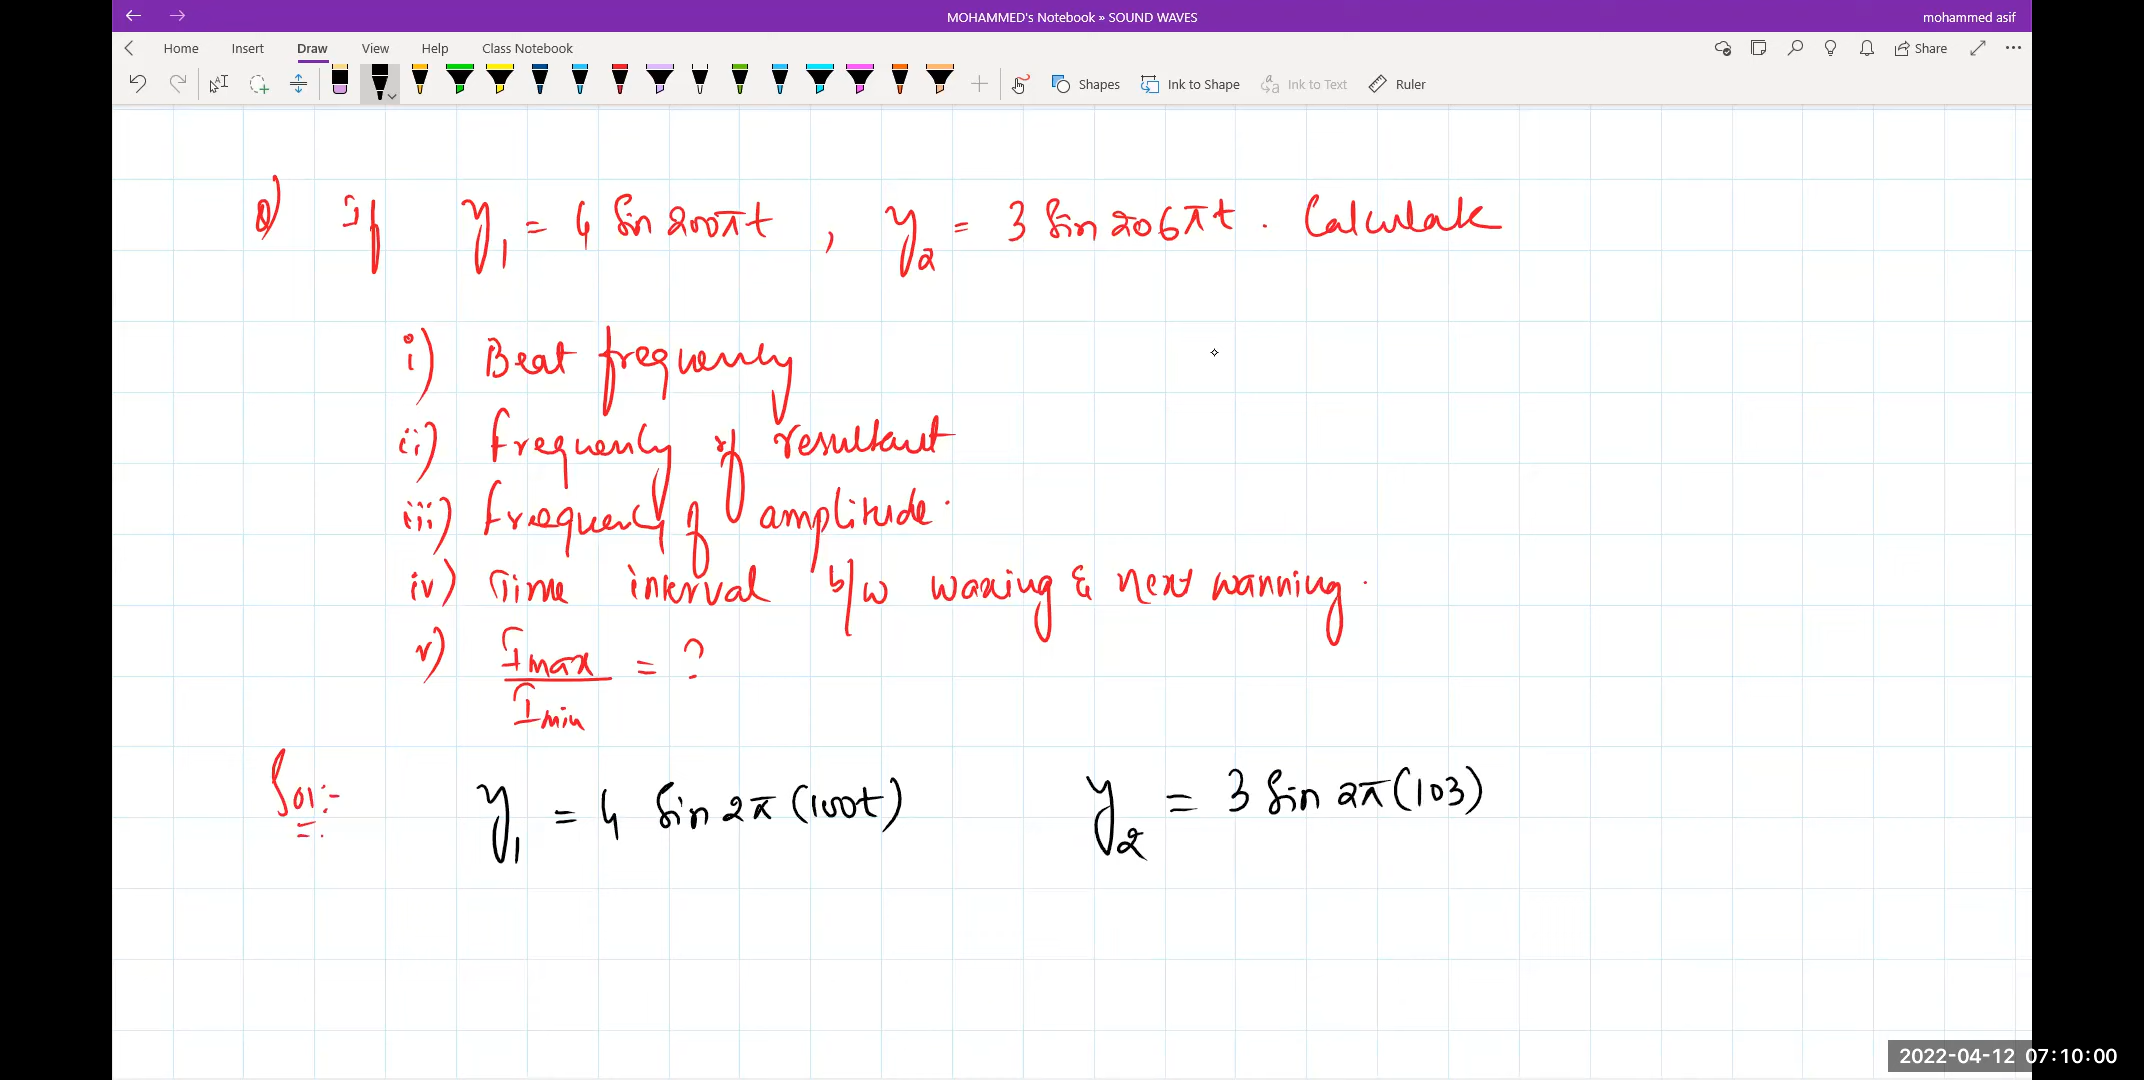 MOHAMMED's Notebook » SOUND WAVES
mohammed asif
Home Insert Draw View Help Class Notebook
Share
Shapes Ink to Shape Ink to Text Ruler
Q) If y₁ = 4 Sin 200πt , y₂ = 3 Sin 206πt . Calculate
i) Beat frequency
ii) frequency of resultant
iii) frequency of amplitude.
iv) Time interval b/w waxing & next wanning.
v) Imax / Imin = ?
Sol:-
y₁ = 4 Sin 2π (100t) y₂ = 3 Sin 2π (103)
2022-04-12 07:10:00